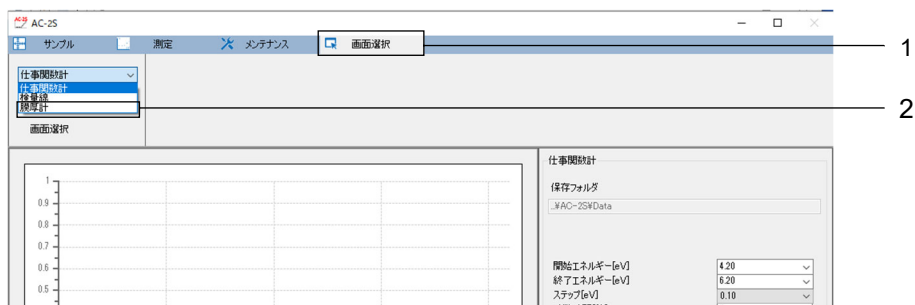 AC-2S
サンプル 測定 メンテナンス 画面選択
1
仕事関数計
仕事関数計
検量線
膜厚計
2
画面選択
仕事関数計
保存フォルダ
..¥AC-2S¥Data
1
0.9
0.8
0.7
0.6
0.5
開始エネルギー[eV] 4.20
終了エネルギー[eV] 6.20
ステップ[eV] 0.10